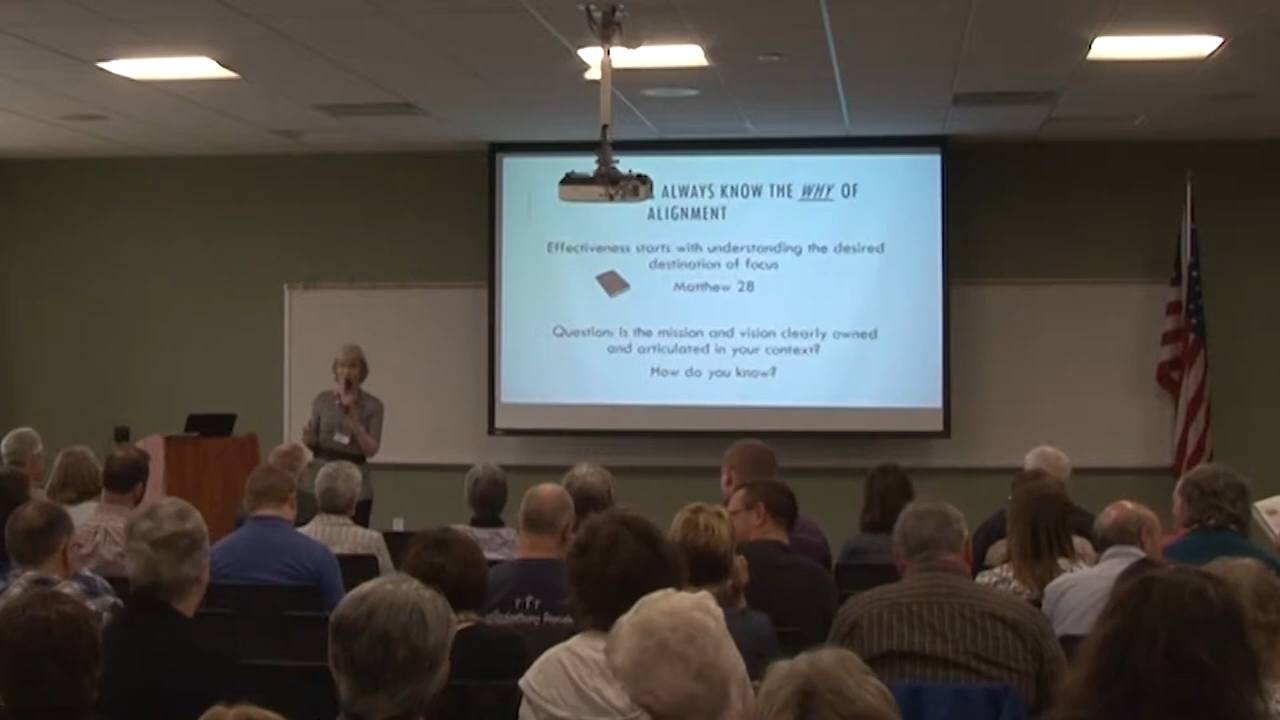 ALWAYS KNOW THE WHY OF
ALIGNMENT
Effectiveness starts with understanding the desired
destination of focus
Matthew 28
Question: Is the mission and vision clearly owned
and articulated in your context?
How do you know?